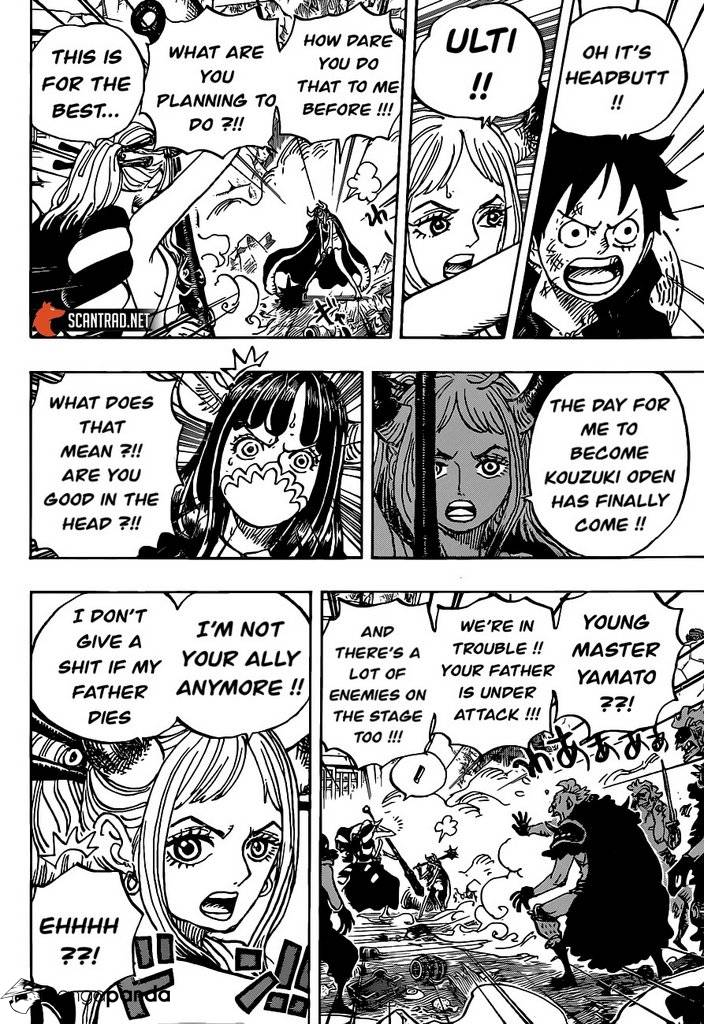 OH IT'S
HEADBUTT
!!
ULTI
!!
HOW DARE
YOU DO
THAT TO ME
BEFORE !!!
WHAT ARE
YOU
PLANNING TO
DO ?!!
THIS IS
FOR THE
BEST...
SCANTRAD.NET
THE DAY FOR
ME TO
BECOME
KOUZUKI ODEN
HAS FINALLY
COME !!
WHAT DOES
THAT
MEAN ?!!
ARE YOU
GOOD IN THE
HEAD ?!!
YOUNG
MASTER
YAMATO
??!
WE'RE IN
TROUBLE !!
YOUR FATHER
IS UNDER
ATTACK !!!
AND
THERE'S A
LOT OF
ENEMIES ON
THE STAGE
TOO !!!
I'M NOT
YOUR ALLY
ANYMORE !!
I DON'T
GIVE A
SHIT IF MY
FATHER
DIES
EHHHH
??!